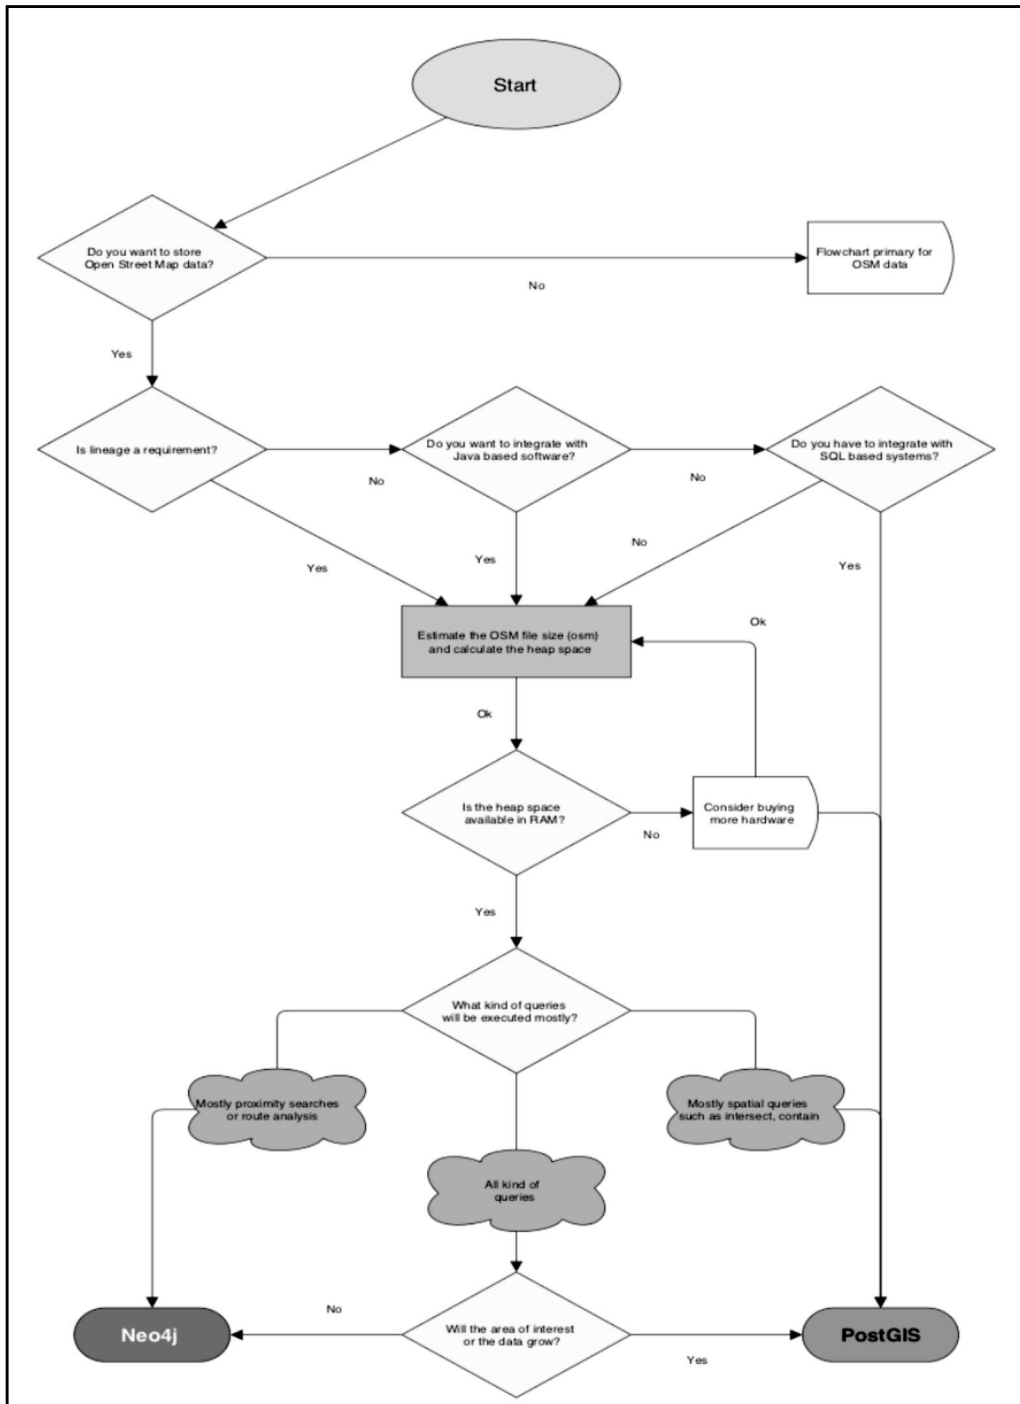 Start
Do you want to store
Open Street Map data?
No
Flowchart primary for
OSM data
Yes
Is lineage a requirement?
No
Do you want to integrate with
Java based software?
No
Do you have to integrate with
SQL based systems?
Yes
Yes
No
Yes
Estimate the OSM file size (osm)
and calculate the heap space
Ok
Ok
Is the heap space
available in RAM?
No
Consider buying
more hardware
Yes
What kind of queries
will be executed mostly?
Mostly proximity searches
or route analysis
Mostly spatial queries
such as intersect, contain
All kind of
queries
No
Neo4j
Will the area of interest
or the data grow?
Yes
PostGIS